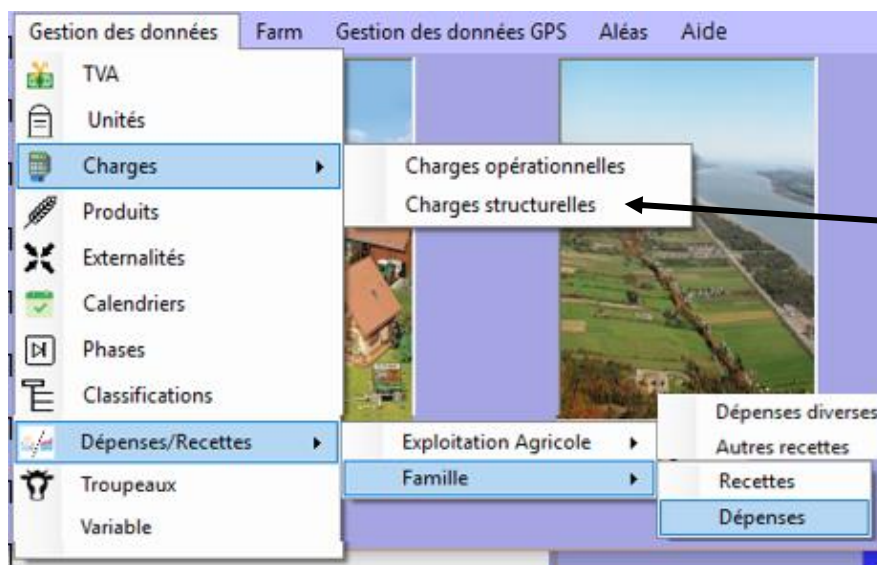 Gestion des données Farm Gestion des données GPS Aléas Aide
TVA
Unités
Charges
Charges opérationnelles
Charges structurelles
Produits
Externalités
Calendriers
Phases
Classifications
Dépenses/Recettes
Exploitation Agricole
Famille
Dépenses diverses
Autres recettes
Recettes
Dépenses
Troupeaux
Variable